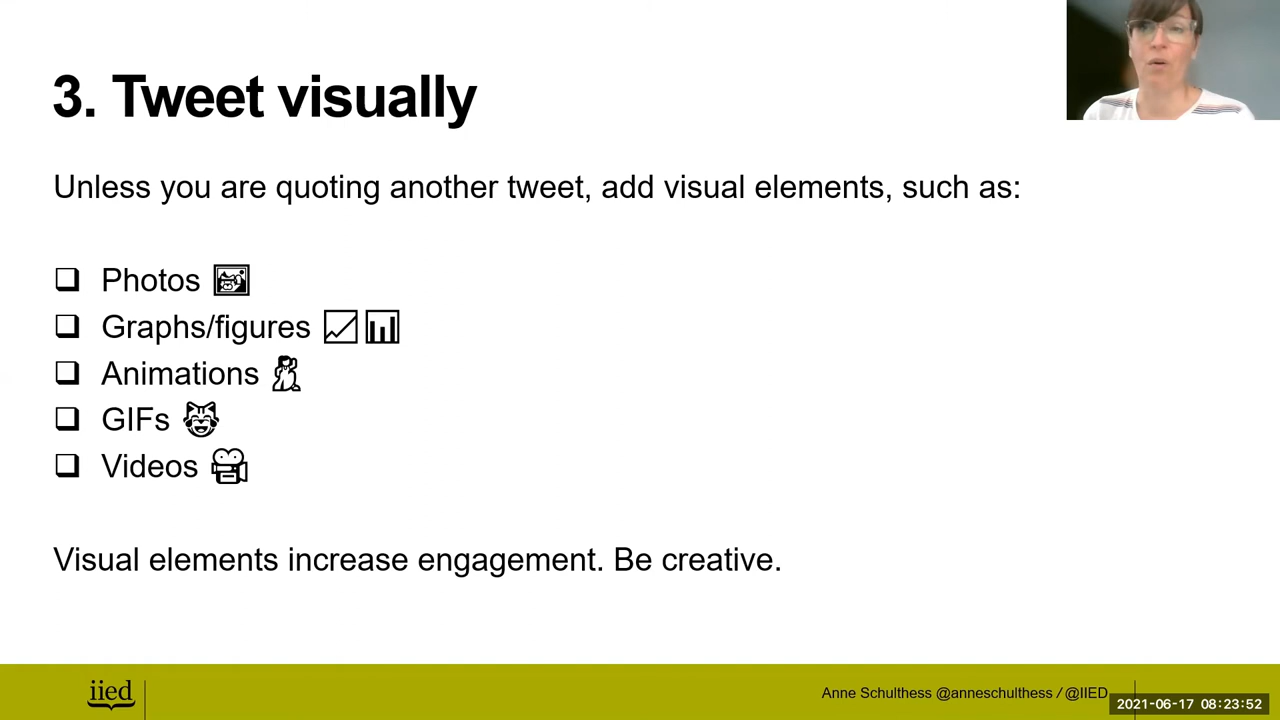 3. Tweet visually
Unless you are quoting another tweet, add visual elements, such as:
Photos
Graphs/figures
Animations
GIFs
Videos
Visual elements increase engagement. Be creative.
iied
Anne Schulthess @anneschulthess / @IIED
2021-06-17 08:23:52